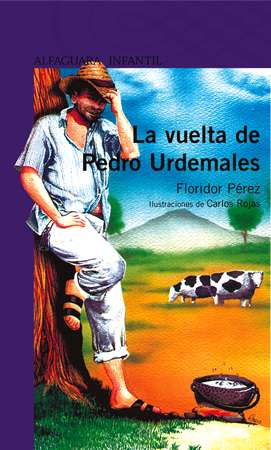 ALFAGUARA INFANTIL
La vuelta de
Pedro Urdemales
Floridor Pérez
Ilustraciones de Carlos Rojas